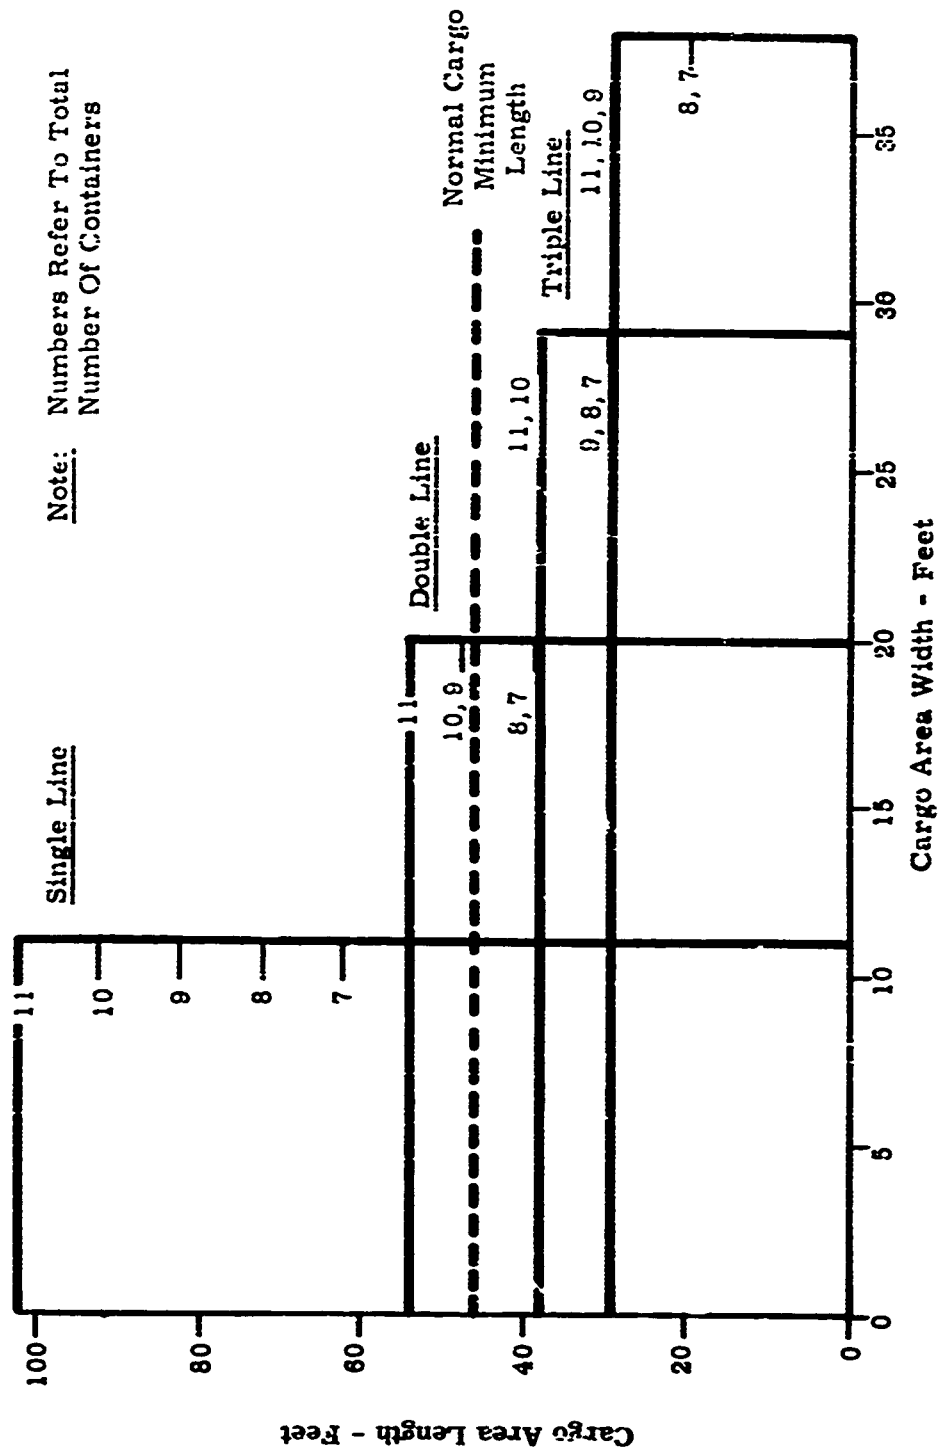 Note: Numbers Refer To Total
Number Of Containers
Single Line
11
10
9
8
7
Double Line
11
10, 9
8, 7
Normal Cargo
Minimum
Length
Triple Line
11, 10
9, 8, 7
11, 10, 9
8, 7
100
80
60
40
20
0
Cargo Area Length - Feet
0
5
10
15
20
25
30
35
Cargo Area Width - Feet